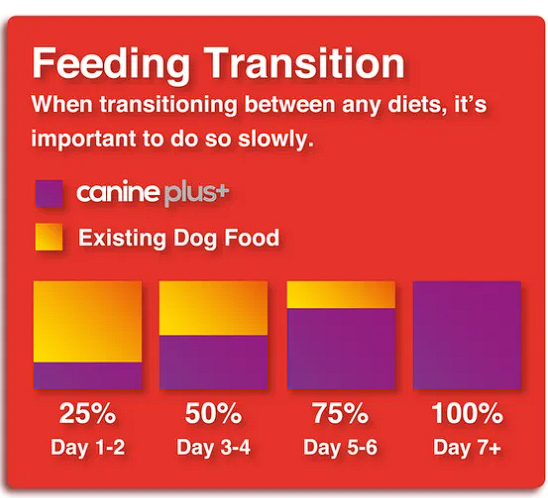 Feeding Transition
When transitioning between any diets, it's
important to do so slowly.
canine plus+
Existing Dog Food
25% 50% 75% 100%
Day 1-2 Day 3-4 Day 5-6 Day 7+